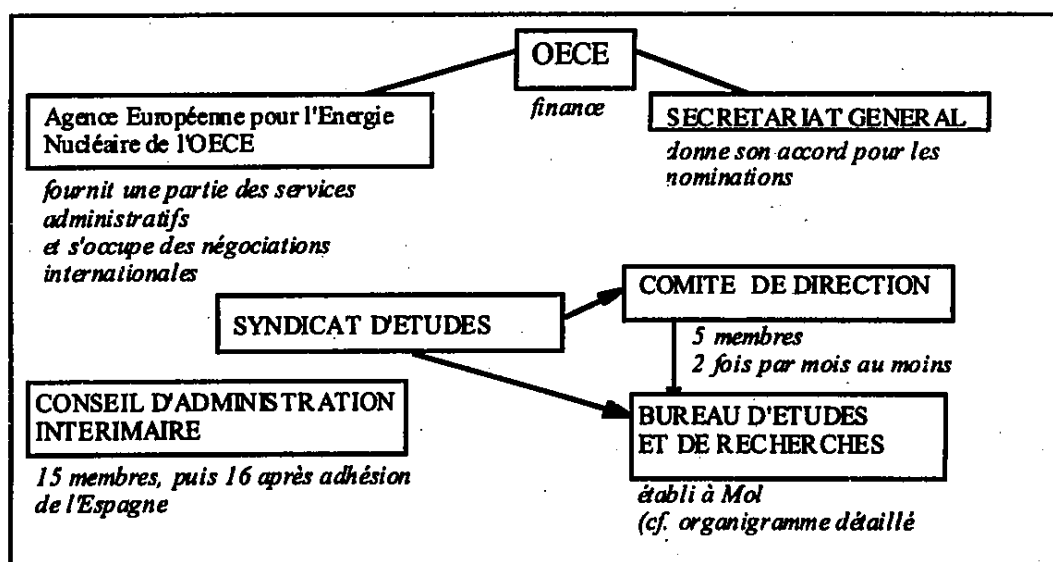 OECE
finance
Agence Européenne pour l'Energie
Nucléaire de l'OECE
fournit une partie des services
administratifs
et s'occupe des négociations
internationales
SECRETARIAT GENERAL
donne son accord pour les
nominations
SYNDICAT D'ETUDES
COMITE DE DIRECTION
5 membres
2 fois par mois au moins
CONSEIL D'ADMINISTRATION
INTERIMAIRE
15 membres, puis 16 après adhésion
de l'Espagne
BUREAU D'ETUDES
ET DE RECHERCHES
établi à Mol
(cf. organigramme détaillé